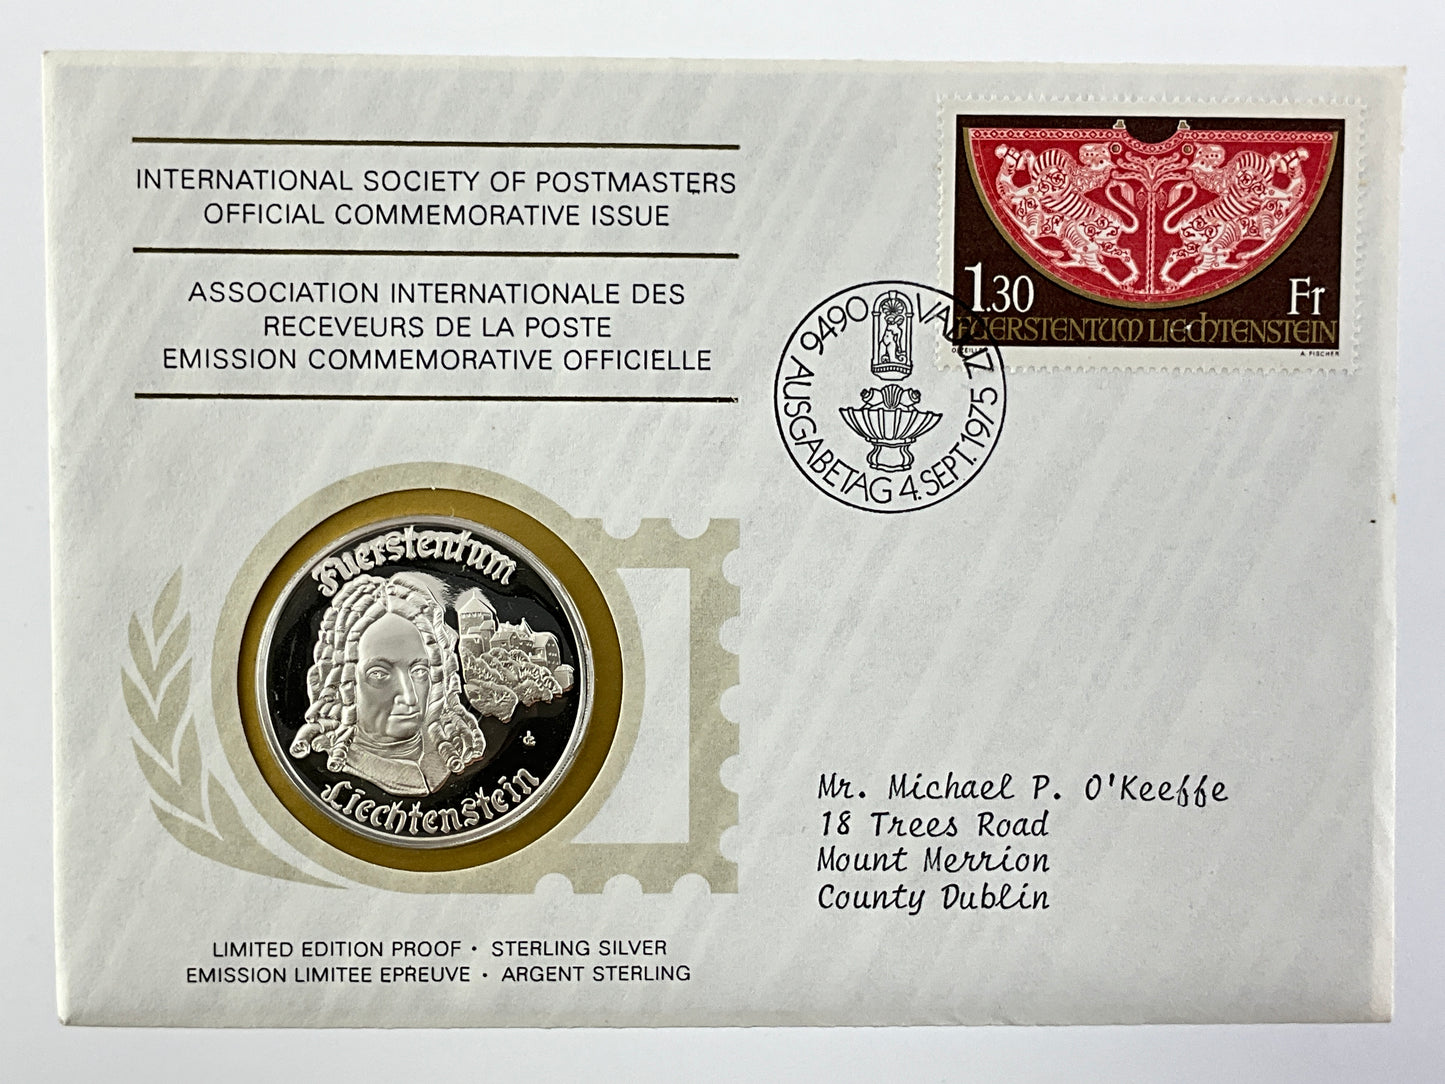 INTERNATIONAL SOCIETY OF POSTMASTERS
OFFICIAL COMMEMORATIVE ISSUE
ASSOCIATION INTERNATIONALE DES
RECEVEURS DE LA POSTE
EMISSION COMMEMORATIVE OFFICIELLE
1.30
Fr
FUERSTENTUM LIECHTENSTEIN
A. FISCHER
9490 VADUZ
AUSGABETAG 4. SEPT. 1975
Fuerstentum
Liechtenstein
Mr. Michael P. O'Keeffe
18 Trees Road
Mount Merrion
County Dublin
LIMITED EDITION PROOF • STERLING SILVER
EMISSION LIMITEE EPREUVE • ARGENT STERLING